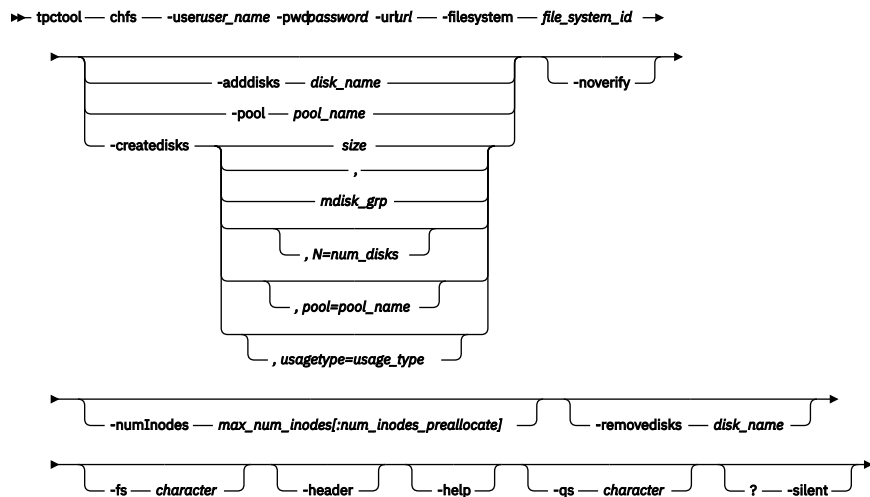 tpctool chfs -useruser_name -pwdpassword -urlurl -filesystem file_system_id
-adddisks disk_name -noverify
-pool pool_name
-createdisks size
,
mdisk_grp
, N=num_disks
, pool=pool_name
, usagetype=usage_type
-numInodes max_num_inodes[:num_inodes_preallocate] -removedisks disk_name
-fs character -header -help -qs character ? -silent